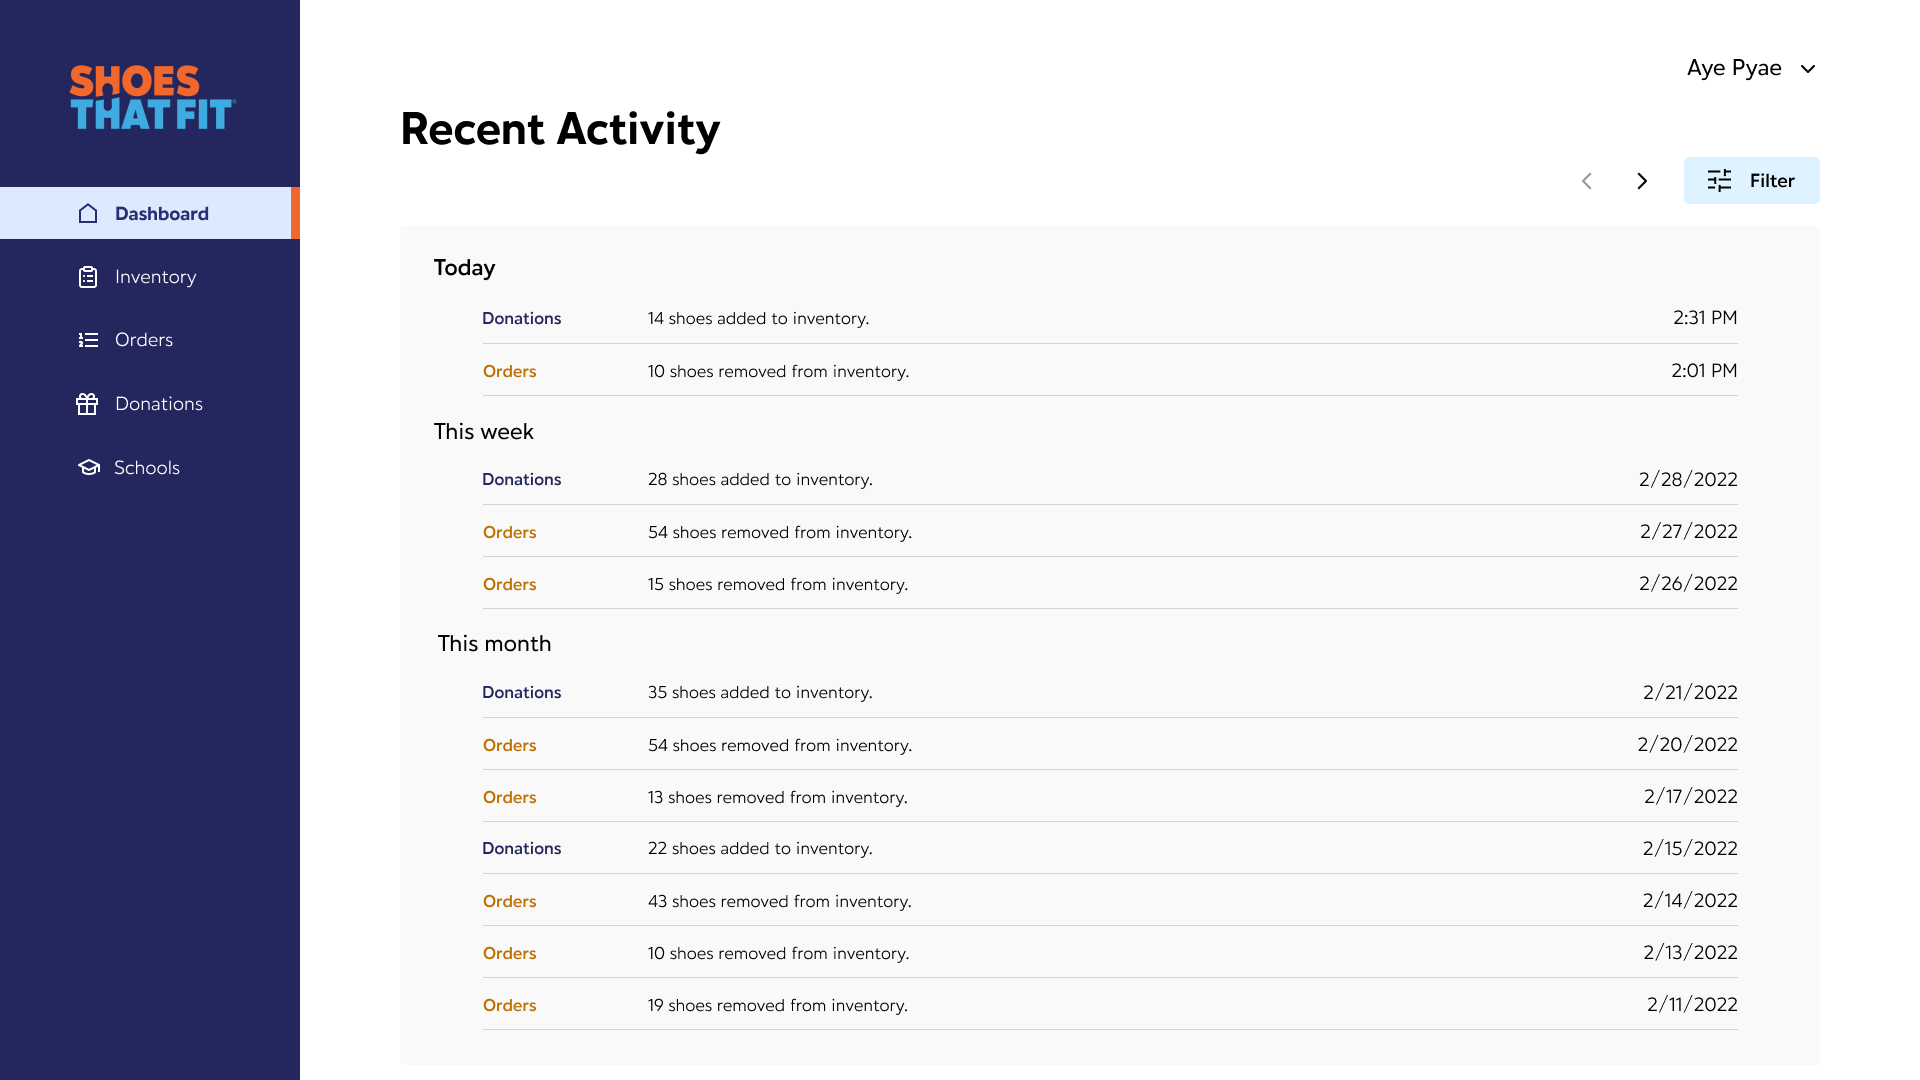 SHOES
THAT FIT
Dashboard
Inventory
Orders
Donations
Schools
Aye Pyae
Recent Activity
Filter
Today
Donations 14 shoes added to inventory. 2:31 PM
Orders 10 shoes removed from inventory. 2:01 PM
This week
Donations 28 shoes added to inventory. 2/28/2022
Orders 54 shoes removed from inventory. 2/27/2022
Orders 15 shoes removed from inventory. 2/26/2022
This month
Donations 35 shoes added to inventory. 2/21/2022
Orders 54 shoes removed from inventory. 2/20/2022
Orders 13 shoes removed from inventory. 2/17/2022
Donations 22 shoes added to inventory. 2/15/2022
Orders 43 shoes removed from inventory. 2/14/2022
Orders 10 shoes removed from inventory. 2/13/2022
Orders 19 shoes removed from inventory. 2/11/2022